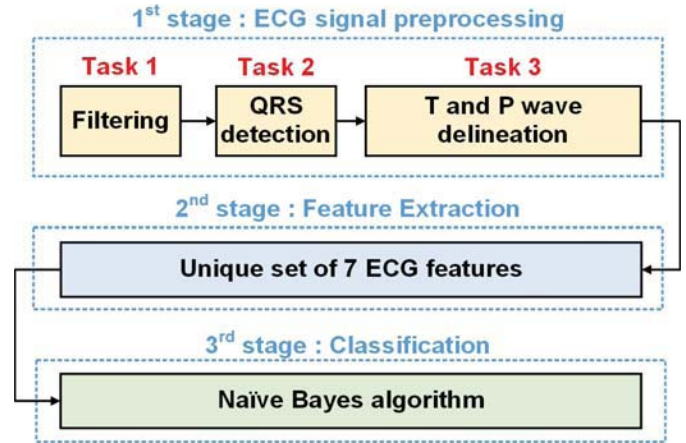 1st stage : ECG signal preprocessing
Task 1 Task 2 Task 3
Filtering
QRS
detection
T and P wave
delineation
2nd stage : Feature Extraction
Unique set of 7 ECG features
3rd stage : Classification
Naïve Bayes algorithm